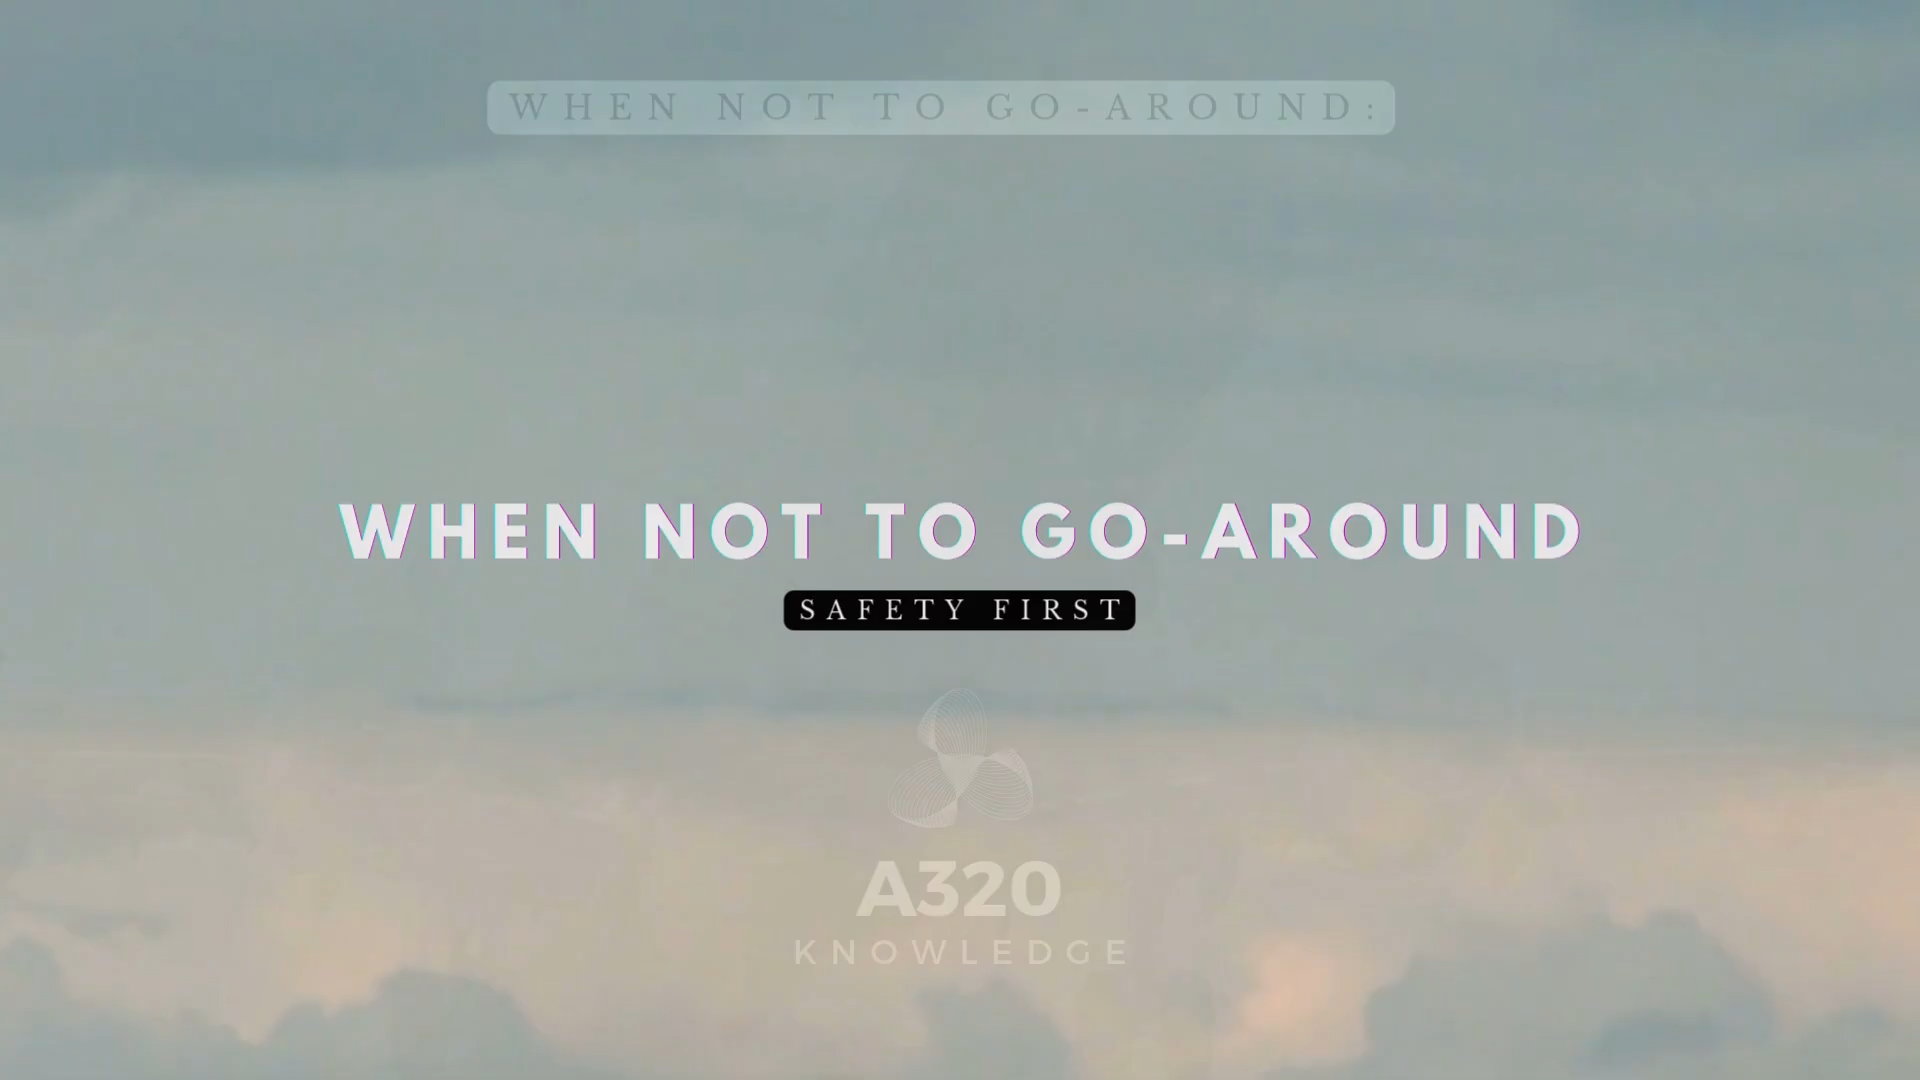 WHEN NOT TO GO-AROUND:
WHEN NOT TO GO-AROUND
SAFETY FIRST
A320
KNOWLEDGE